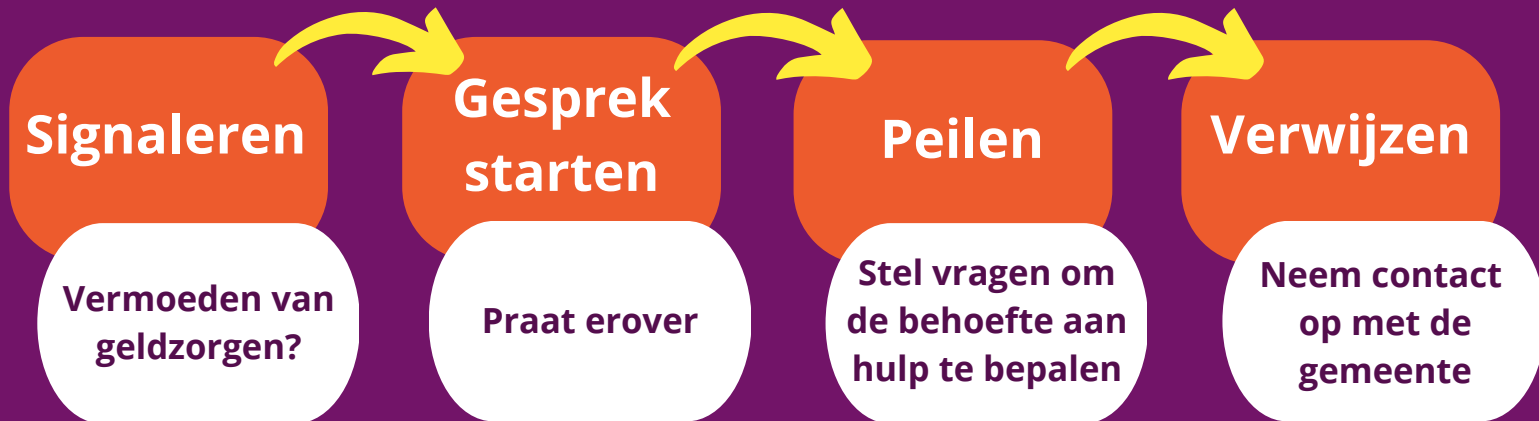 Signaleren
Vermoeden van
geldzorgen?
Gesprek
starten
Praat erover
Peilen
Stel vragen om
de behoefte aan
hulp te bepalen
Verwijzen
Neem contact
op met de
gemeente